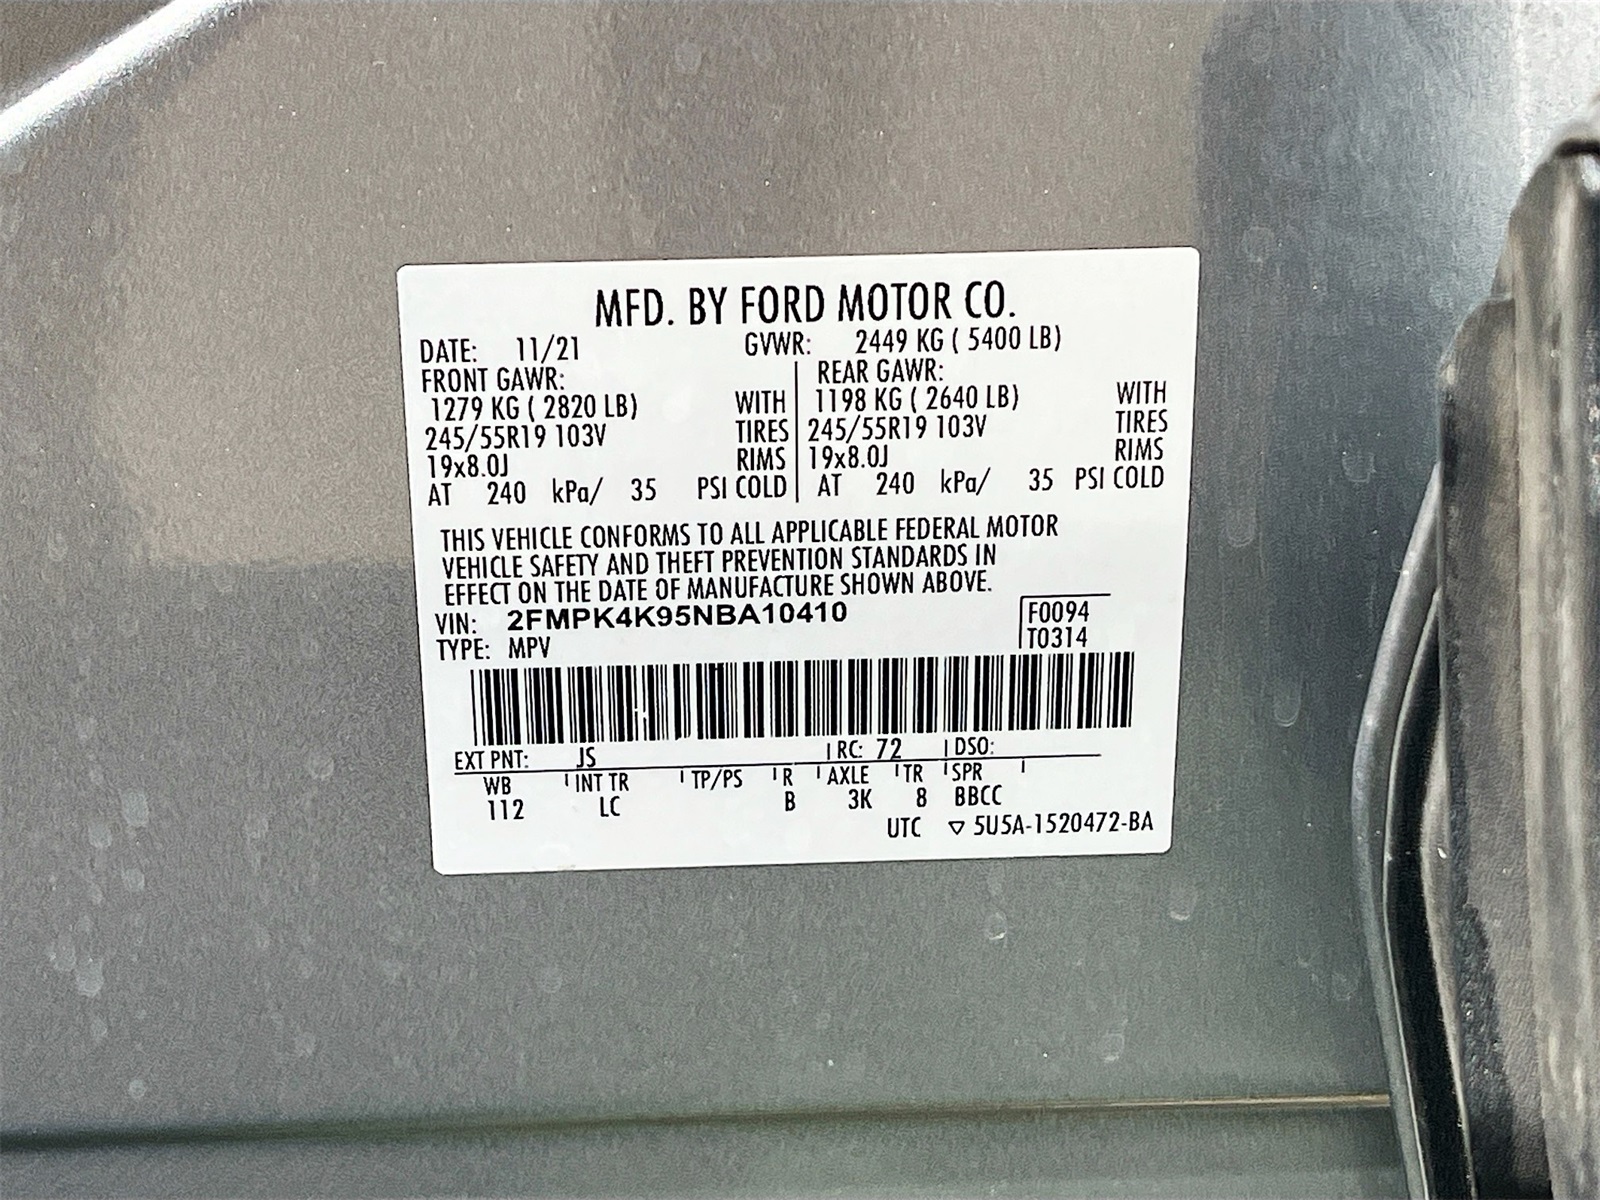 MFD. BY FORD MOTOR CO.
DATE: 11/21 GVWR: 2449 KG ( 5400 LB)
FRONT GAWR: REAR GAWR:
1279 KG ( 2820 LB) WITH 1198 KG ( 2640 LB) WITH
245/55R19 103V TIRES 245/55R19 103V TIRES
19x8.0J RIMS 19x8.0J RIMS
AT 240 kPa/ 35 PSI COLD AT 240 kPa/ 35 PSI COLD
THIS VEHICLE CONFORMS TO ALL APPLICABLE FEDERAL MOTOR
VEHICLE SAFETY AND THEFT PREVENTION STANDARDS IN
EFFECT ON THE DATE OF MANUFACTURE SHOWN ABOVE.
VIN: 2FMPK4K95NBA10410 F0094
TYPE: MPV T0314
EXT PNT: JS RC: 72 DSO:
WB INT TR TP/PS R AXLE TR SPR
112 LC B 3K 8 BBCC
UTC ▽ 5U5A-1520472-BA